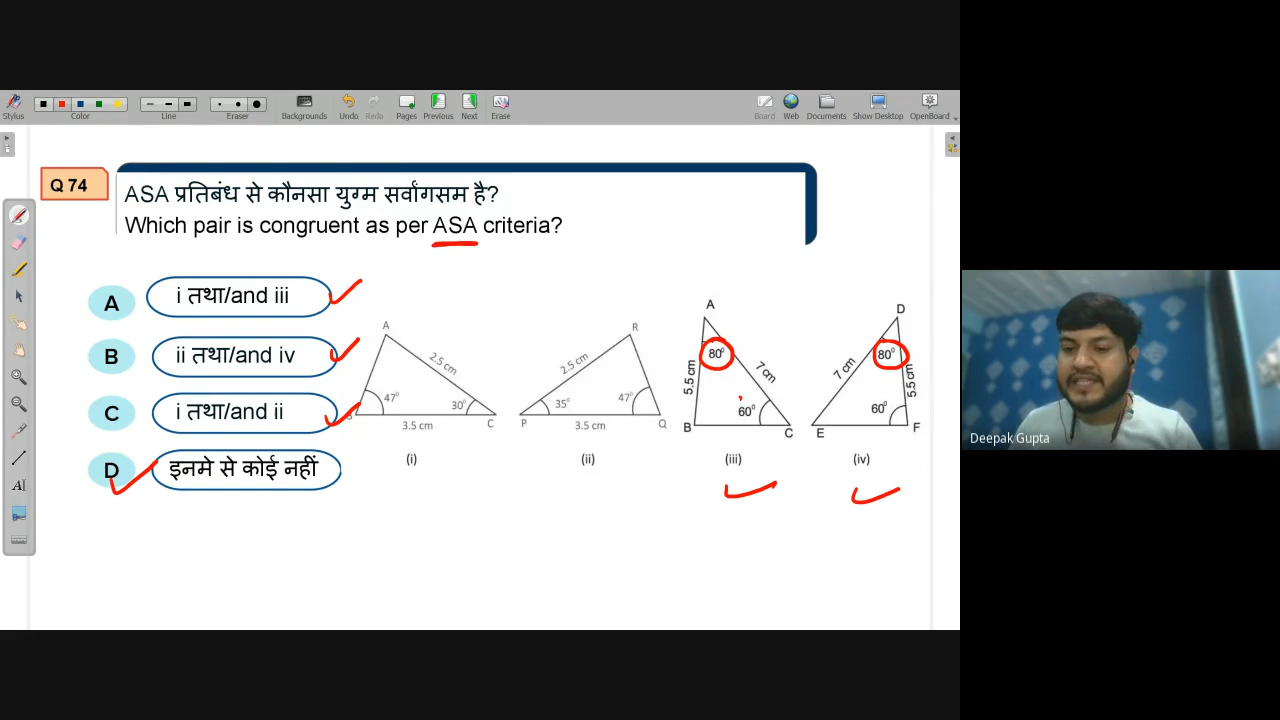 Stylus
Color
Line
Eraser
Backgrounds
Undo
Redo
Pages
Previous
Next
Erase
Board
Web
Documents
Show Desktop
OpenBoard
Q 74
ASA प्रतिबंध से कौनसा युग्म सर्वांगसम है?
Which pair is congruent as per ASA criteria?
A i तथा/and iii
B ii तथा/and iv
C i तथा/and ii
D इनमे से कोई नहीं
A
2.5 cm
47°
30°
C
3.5 cm
(i)
R
2.5 cm
35°
47°
P
Q
3.5 cm
(ii)
A
80°
5.5 cm
7 cm
60°
B
C
(iii)
D
80°
7 cm
5.5 cm
60°
E
F
(iv)
Deepak Gupta